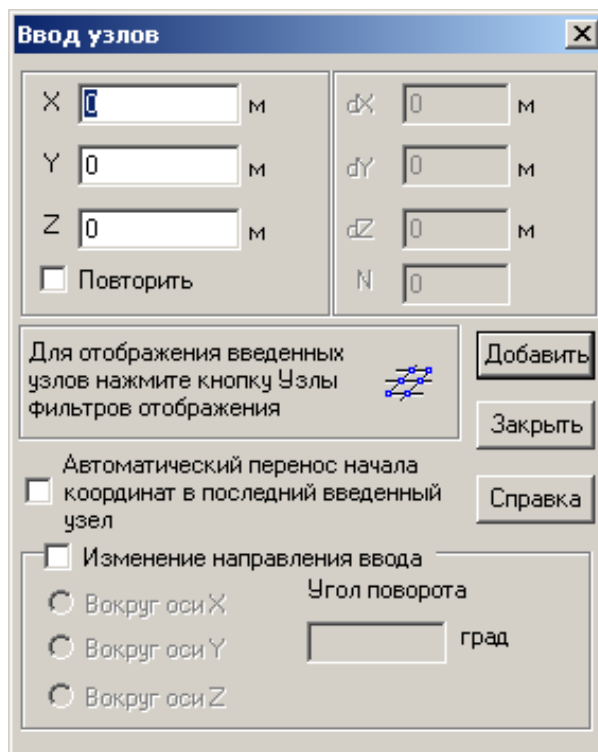 Ввод узлов
X 0 м dX 0 м
Y 0 м dY 0 м
Z 0 м dZ 0 м
Повторить N 0
Для отображения введенных
узлов нажмите кнопку Узлы
фильтров отображения
Добавить
Закрыть
Автоматический перенос начала
координат в последний введенный
узел
Справка
Изменение направления ввода
Вокруг оси X
Вокруг оси Y
Вокруг оси Z
Угол поворота
град